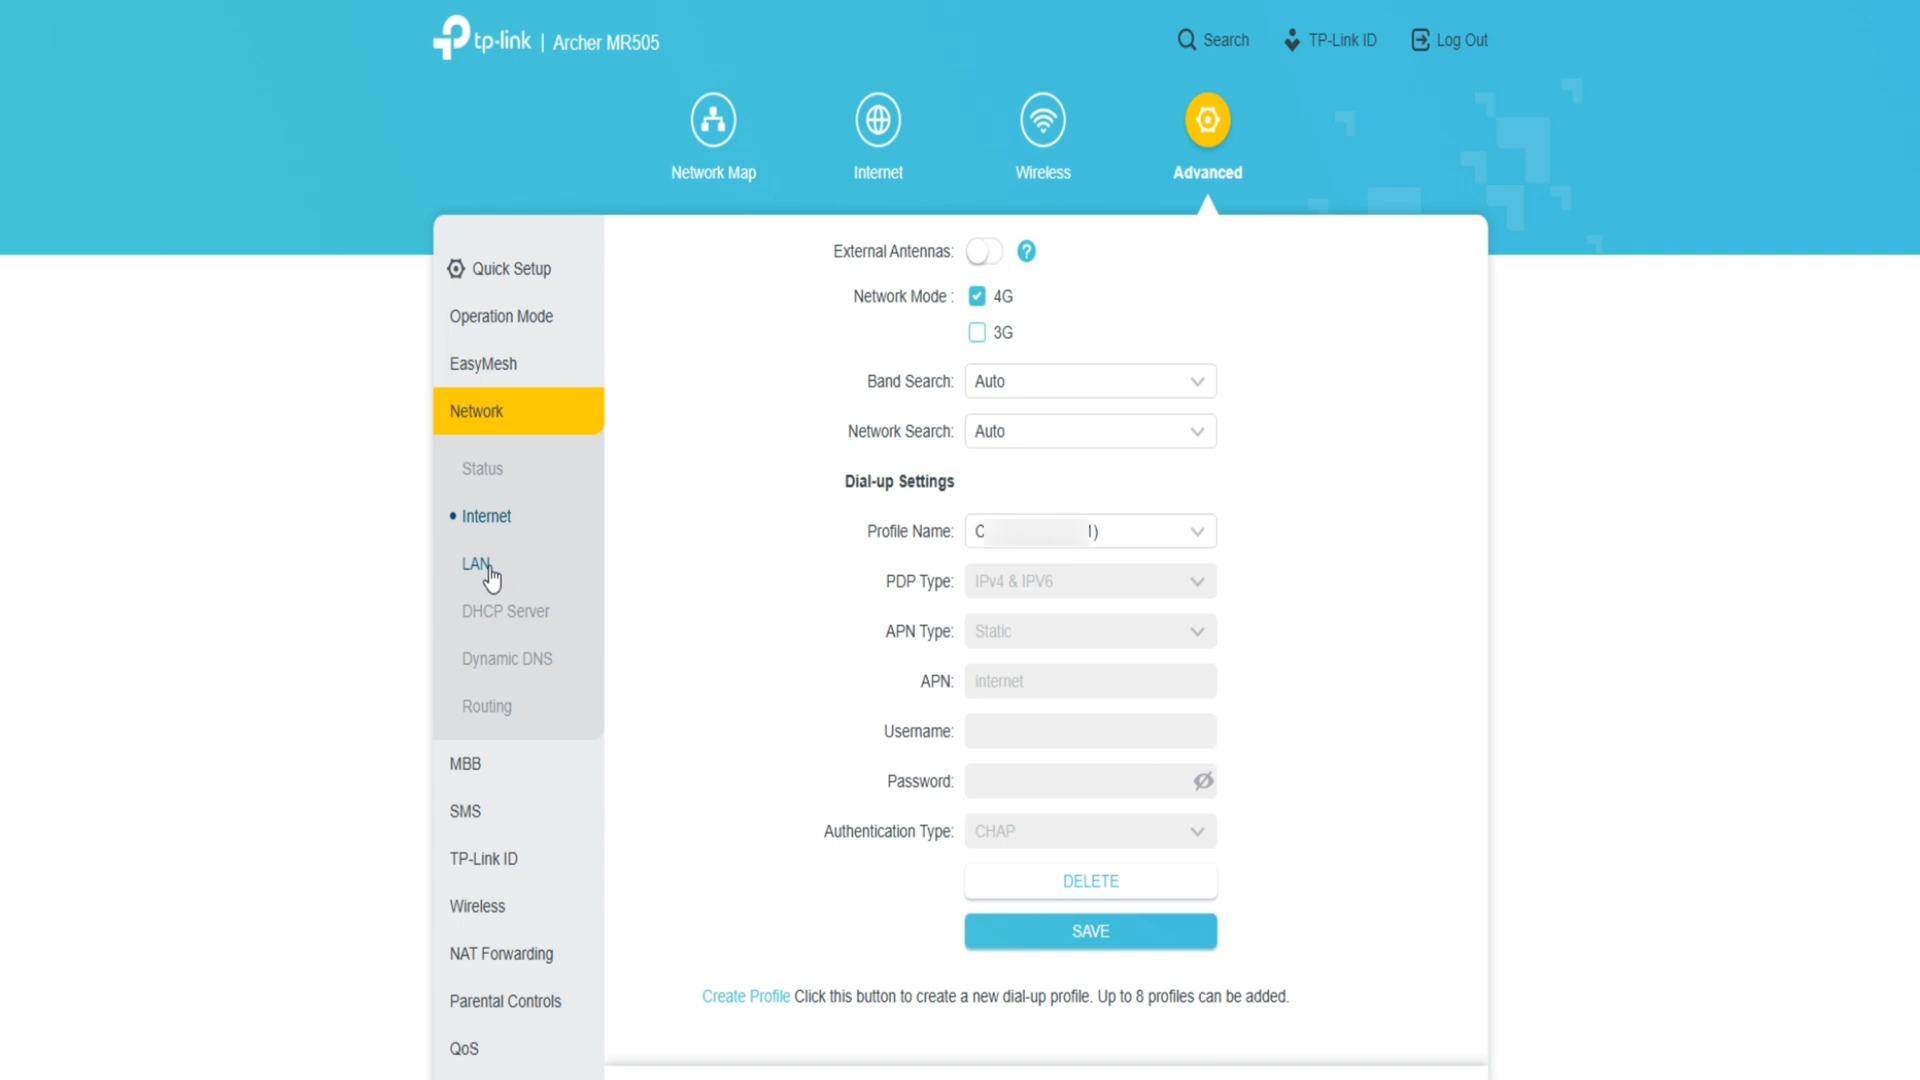 tp-link | Archer MR505
Search
TP-Link ID
Log Out
Network Map
Internet
Wireless
Advanced
Quick Setup
Operation Mode
EasyMesh
Network
Status
Internet
LAN
DHCP Server
Dynamic DNS
Routing
MBB
SMS
TP-Link ID
Wireless
NAT Forwarding
Parental Controls
QoS
External Antennas: ?
Network Mode : 4G
3G
Band Search: Auto
Network Search: Auto
Dial-up Settings
Profile Name: C
PDP Type: IPv4 & IPV6
APN Type: Static
APN: internet
Username:
Password:
Authentication Type: CHAP
DELETE
SAVE
Create Profile Click this button to create a new dial-up profile. Up to 8 profiles can be added.